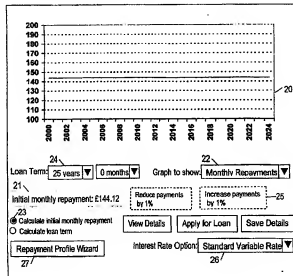 200
190
180
170
160
150
140
130
120
110
100
2000 2002 2004 2006 2008 2010 2012 2014 2016 2018 2020 2022 2024
20
24 22
Loan Term: 25 years 0 months Graph to show: Monthly Repayments
21
Initial monthly repayment: £144.12 Reduce payments by 1% Increase payments by 1% 25
23
Calculate initial monthly repayment
Calculate loan term
View Details Apply for Loan Save Details
Repayment Profile Wizard Interest Rate Option: Standard Variable Rate
27 26